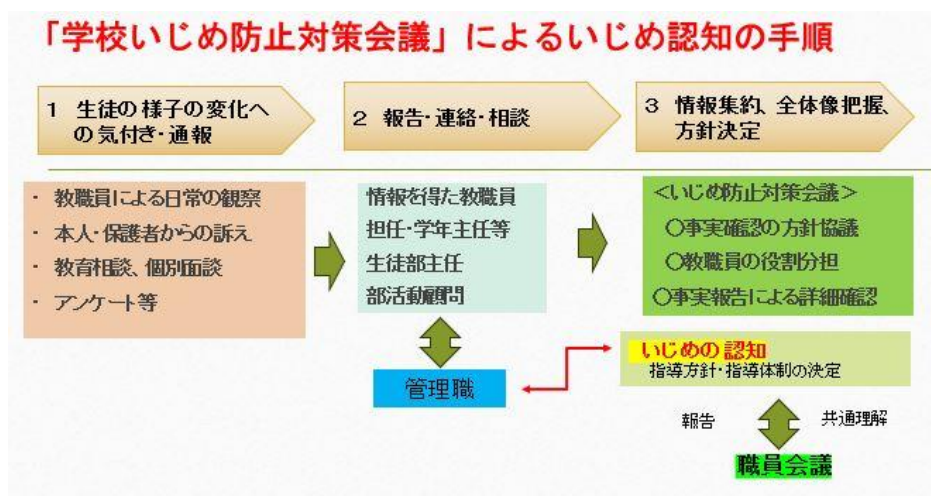 「学校いじめ防止対策会議」によるいじめ認知の手順
1 生徒の様子の変化へ
の気付き・通報
2 報告・連絡・相談
3 情報集約、全体像把握、
方針決定
・ 教職員による日常の観察
・ 本人・保護者からの訴え
・ 教育相談、個別面談
・ アンケート等
情報を得た教職員
担任・学年主任等
生徒部主任
部活動顧問
＜いじめ防止対策会議＞
○事実確認の方針協議
○教職員の役割分担
○事実報告による詳細確認
管理職
いじめの認知
指導方針・指導体制の決定
報告
共通理解
職員会議